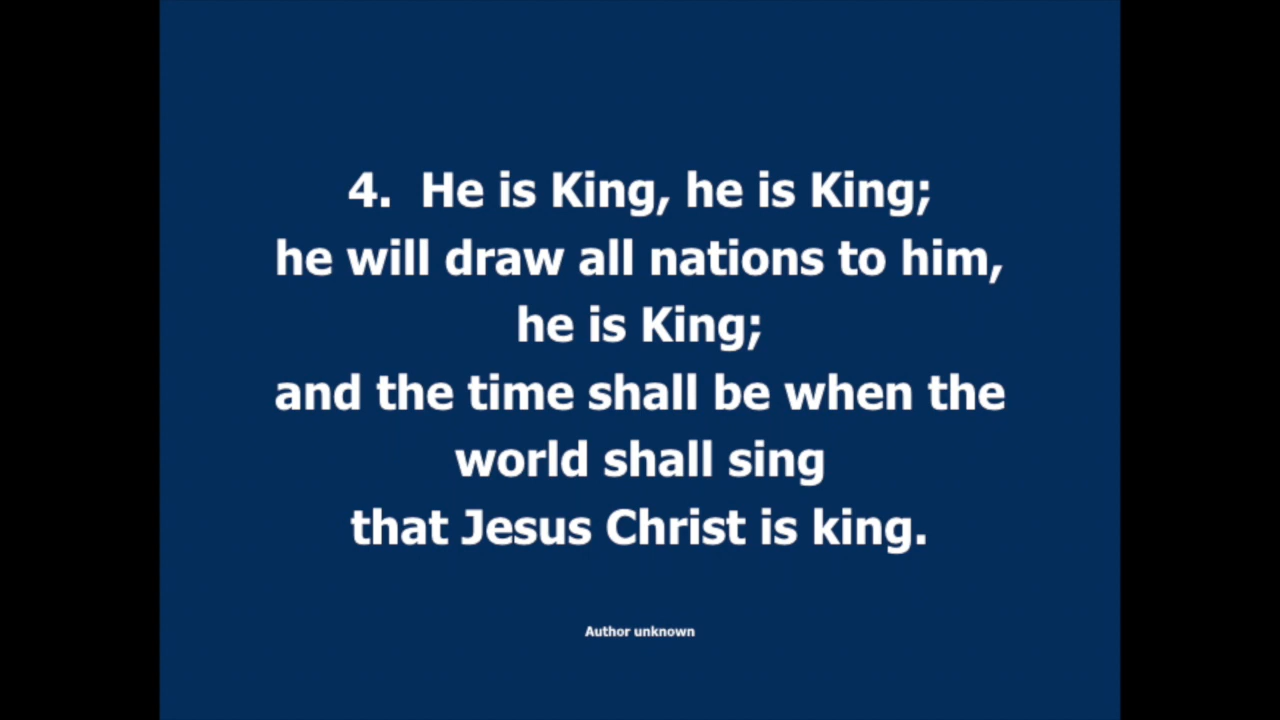 4.  He is King, he is King;
he will draw all nations to him,
he is King;
and the time shall be when the
world shall sing
that Jesus Christ is king.
Author unknown